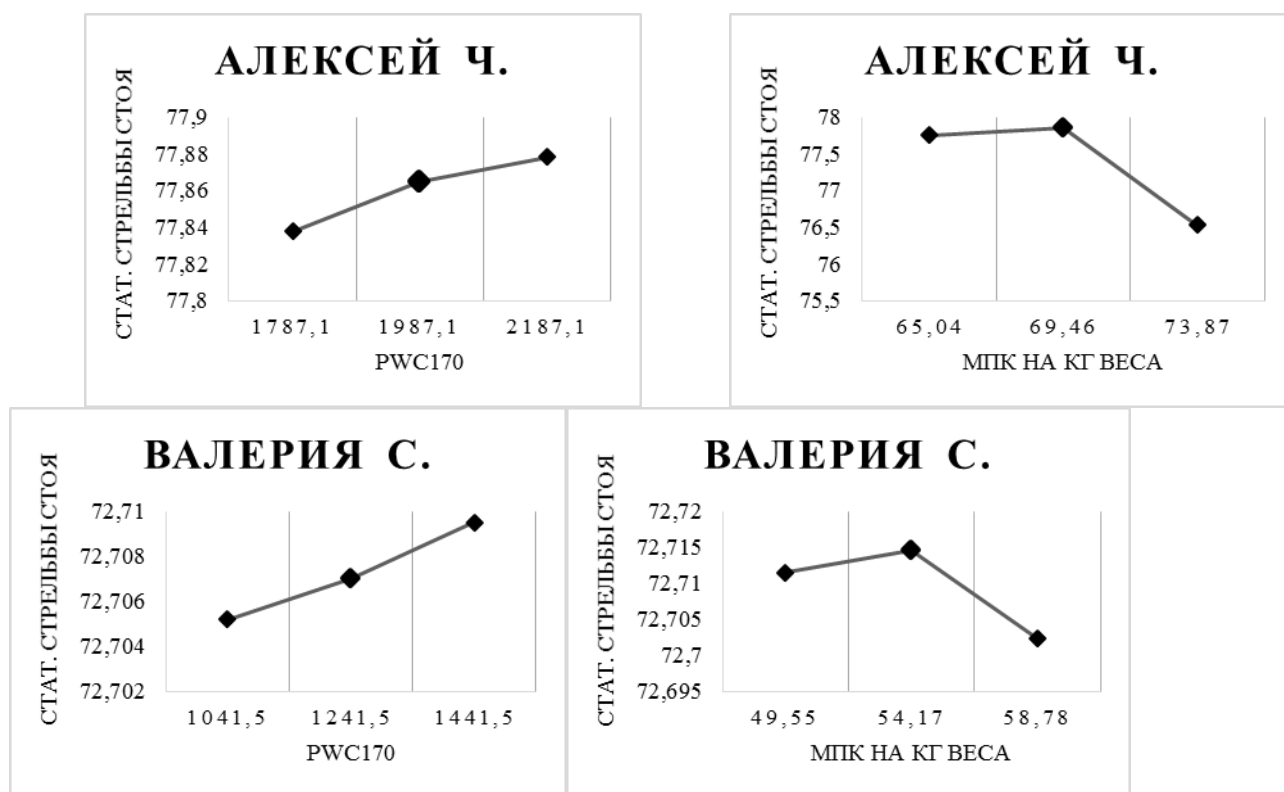 АЛЕКСЕЙ Ч.
СТАТ. СТРЕЛЬБЫ СТОЯ
77,9
77,88
77,86
77,84
77,82
77,8
1787,1 1987,1 2187,1
PWC170
АЛЕКСЕЙ Ч.
СТАТ. СТРЕЛЬБЫ СТОЯ
78
77,5
77
76,5
76
75,5
65,04 69,46 73,87
МПК НА КГ ВЕСА
ВАЛЕРИЯ С.
СТАТ. СТРЕЛЬБЫ СТОЯ
72,71
72,708
72,706
72,704
72,702
1041,5 1241,5 1441,5
PWC170
ВАЛЕРИЯ С.
СТАТ. СТРЕЛЬБЫ СТОЯ
72,72
72,715
72,71
72,705
72,7
72,695
49,55 54,17 58,78
МПК НА КГ ВЕСА